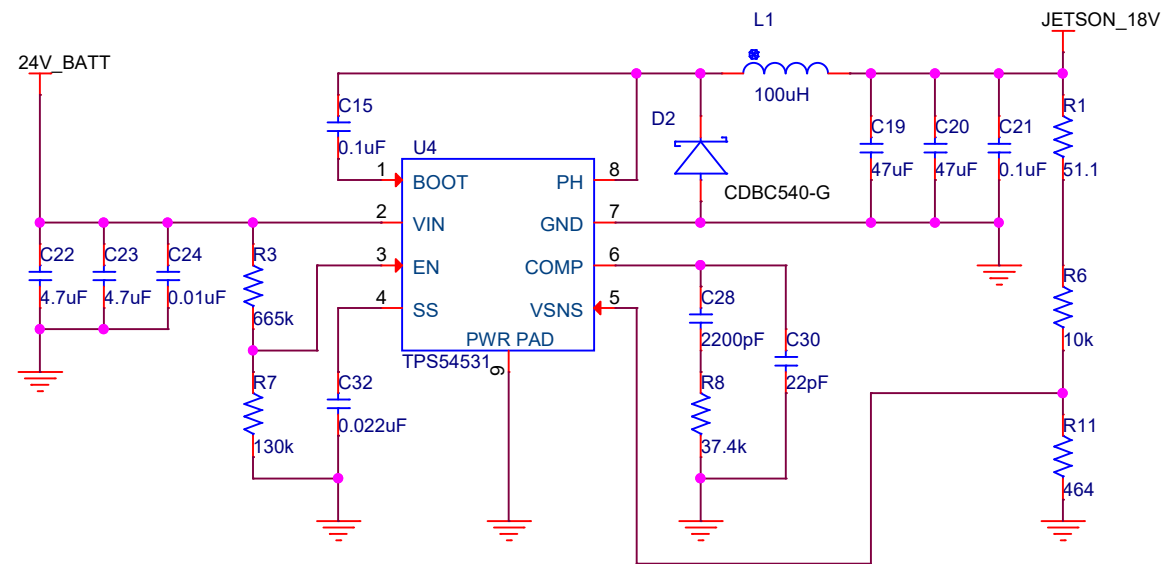 JETSON_18V
L1
24V_BATT
100uH
C15
0.1uF
D2
C19
47uF
C20
47uF
C21
0.1uF
R1
51.1
U4
1
BOOT
PH
8
CDBC540-G
2
VIN
GND
7
C22
4.7uF
C23
4.7uF
C24
0.01uF
R3
665k
3
EN
COMP
6
4
SS
VSNS
5
PWR PAD
TPS54531
9
C28
2200pF
C30
22pF
R6
10k
R7
130k
C32
0.022uF
R8
37.4k
R11
464